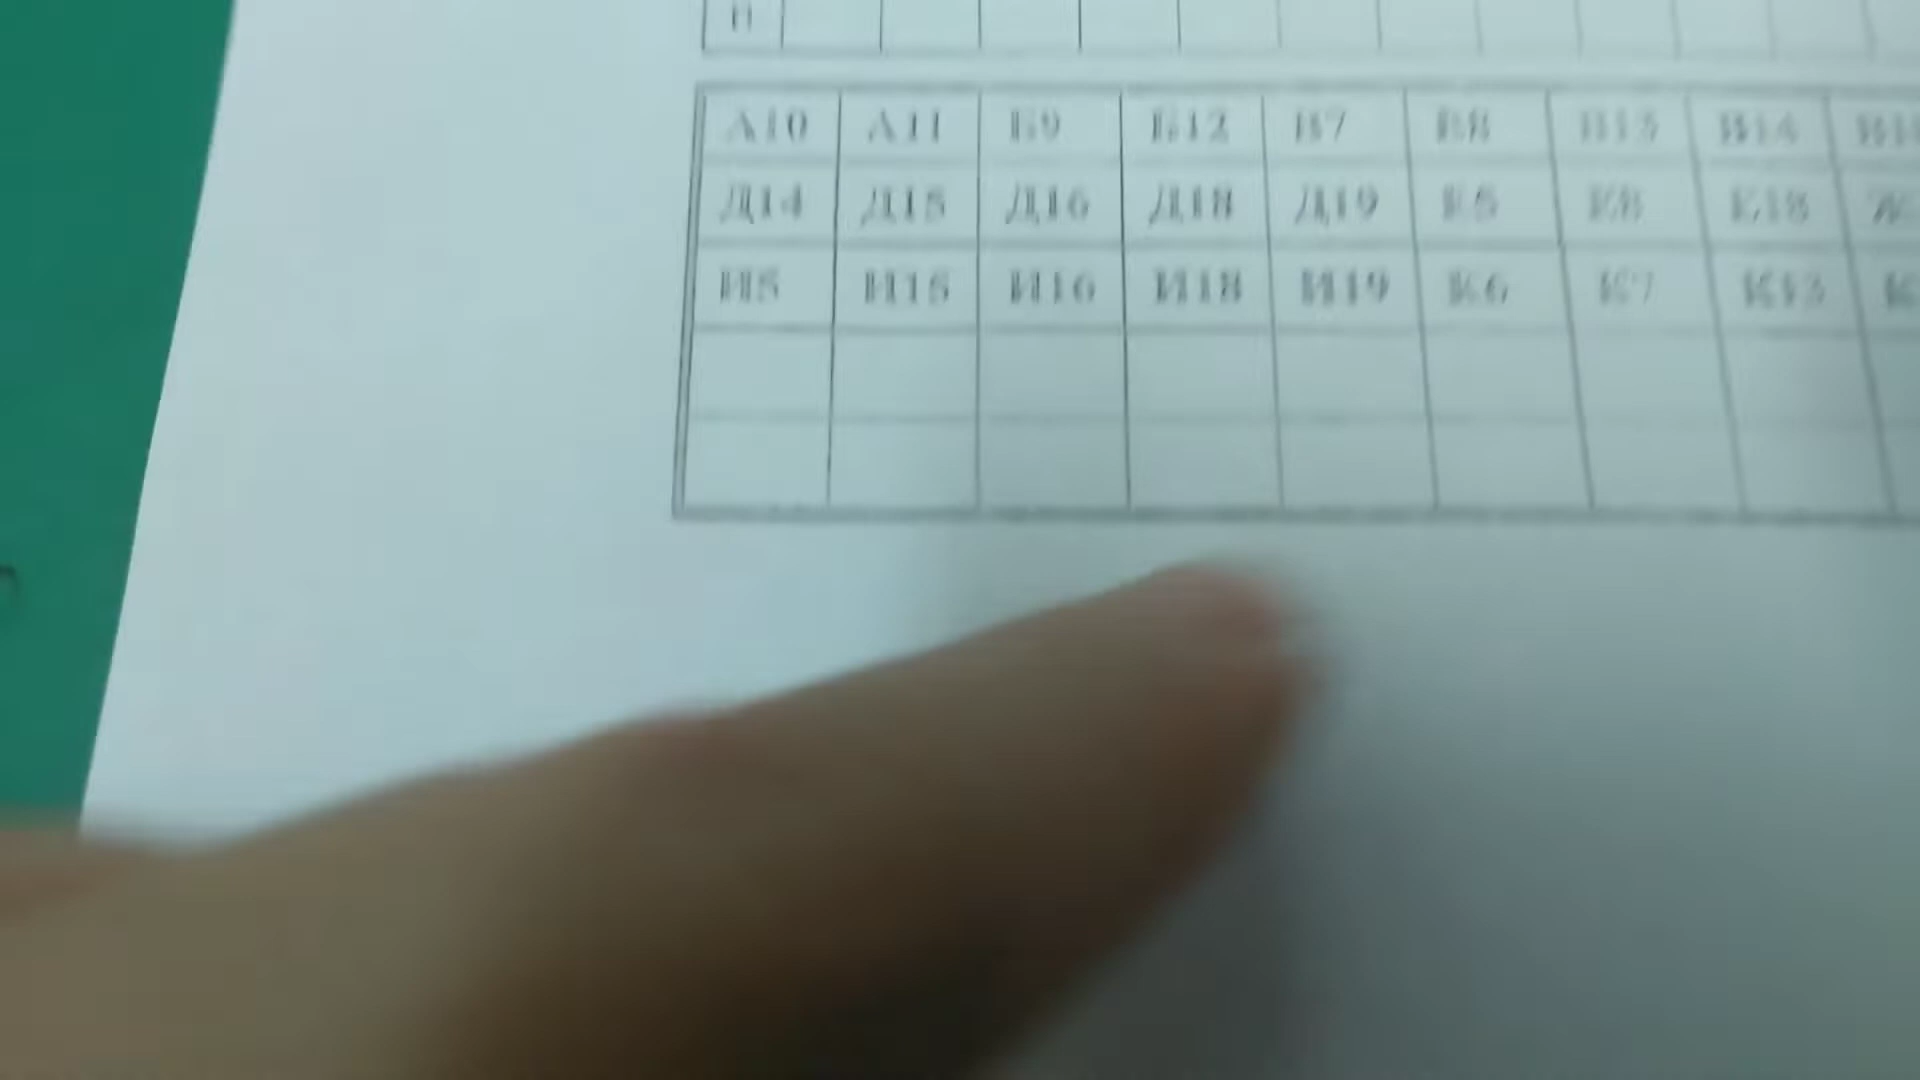 П
А10 А11 Б9 Б12 В7 В8 В13 В14
Д14 Д15 Д16 Д18 Д19 Е5 Е8 Е18
И5 И15 И16 И18 И19 К6 К7 К13